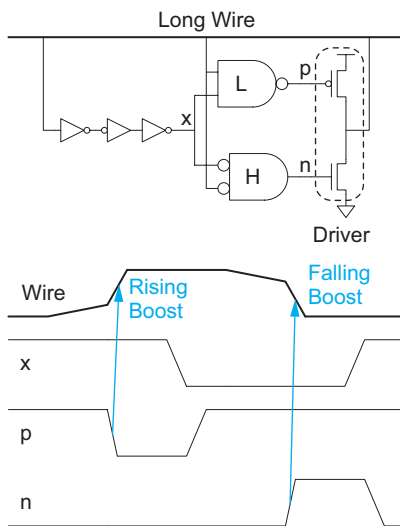 Long Wire
L
p
x
H
n
Driver
Wire
Rising
Boost
Falling
Boost
x
p
n